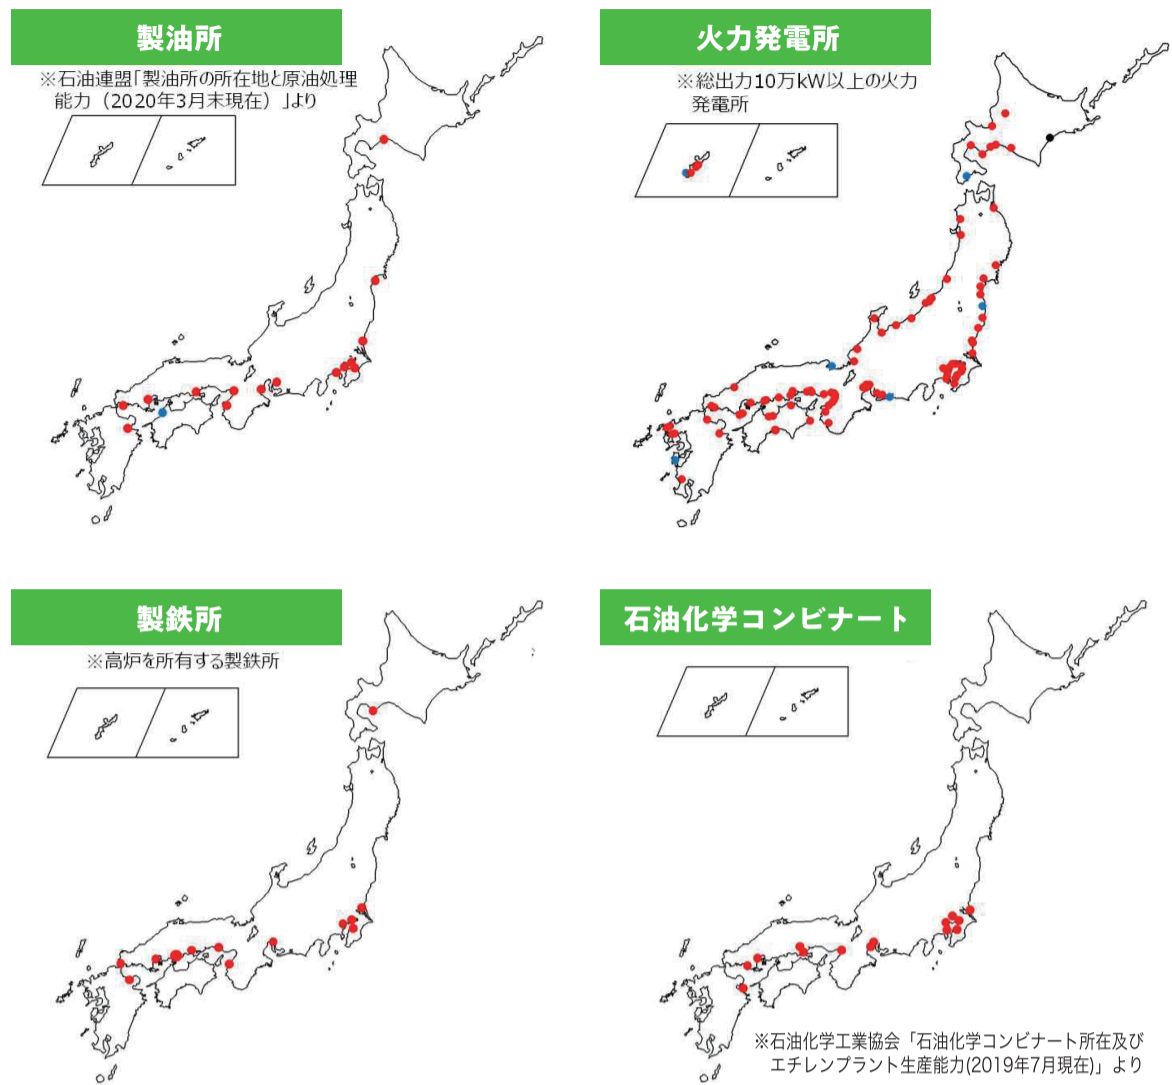 製油所
※石油連盟「製油所の所在地と原油処理
能力（2020年3月末現在）」より
火力発電所
※総出力10万kW以上の火力
発電所
製鉄所
※高炉を所有する製鉄所
石油化学コンビナート
※石油化学工業協会「石油化学コンビナート所在及び
エチレンプラント生産能力(2019年7月現在)」より